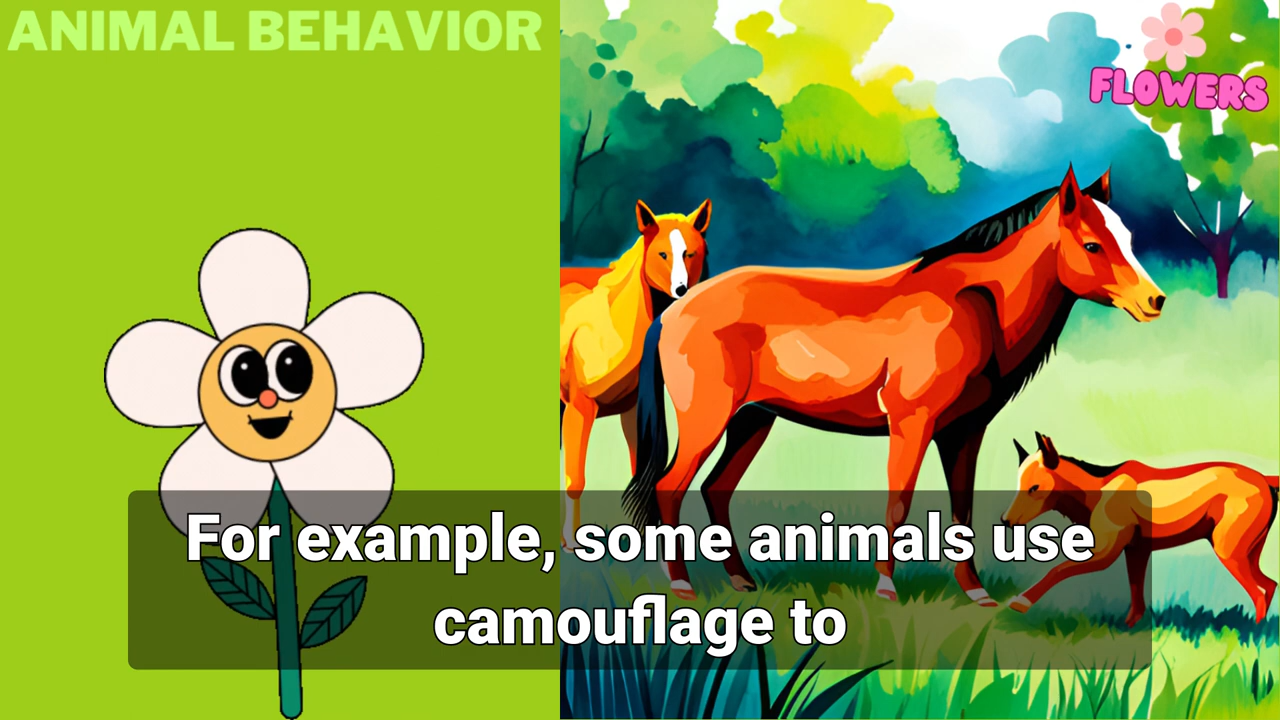 ANIMAL BEHAVIOR
FLOWERS
For example, some animals use
camouflage to